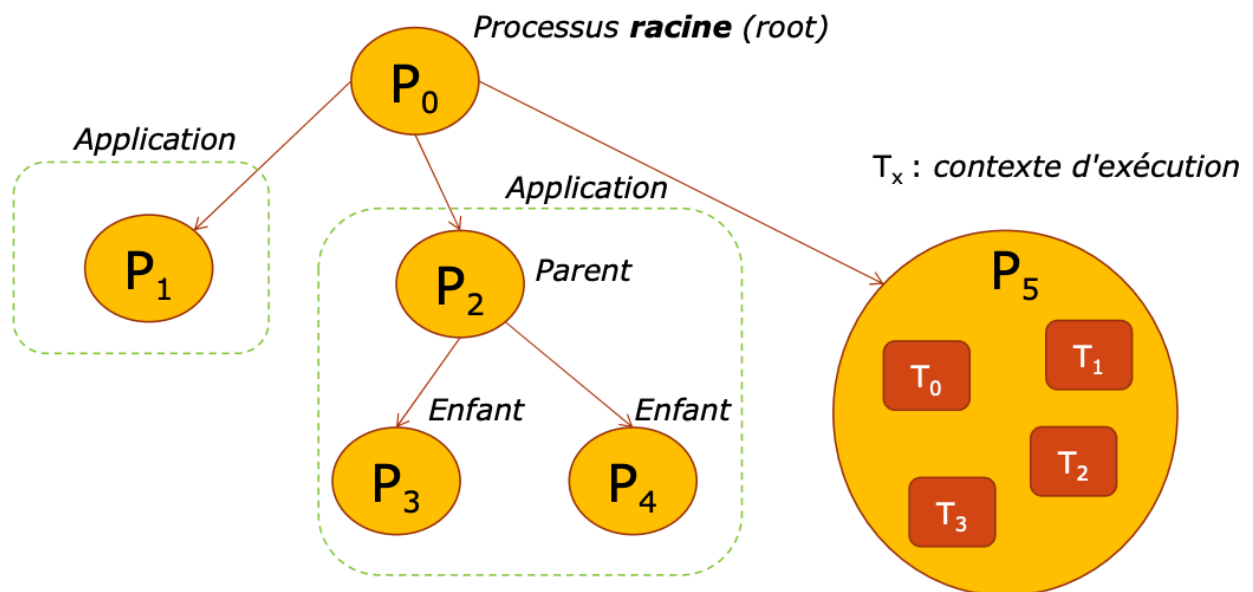 Processus racine (root)
P₀
Application
Application
Tₓ : contexte d'exécution
P₁
P₂
Parent
P₅
T₀
T₁
Enfant
Enfant
P₃
P₄
T₂
T₃